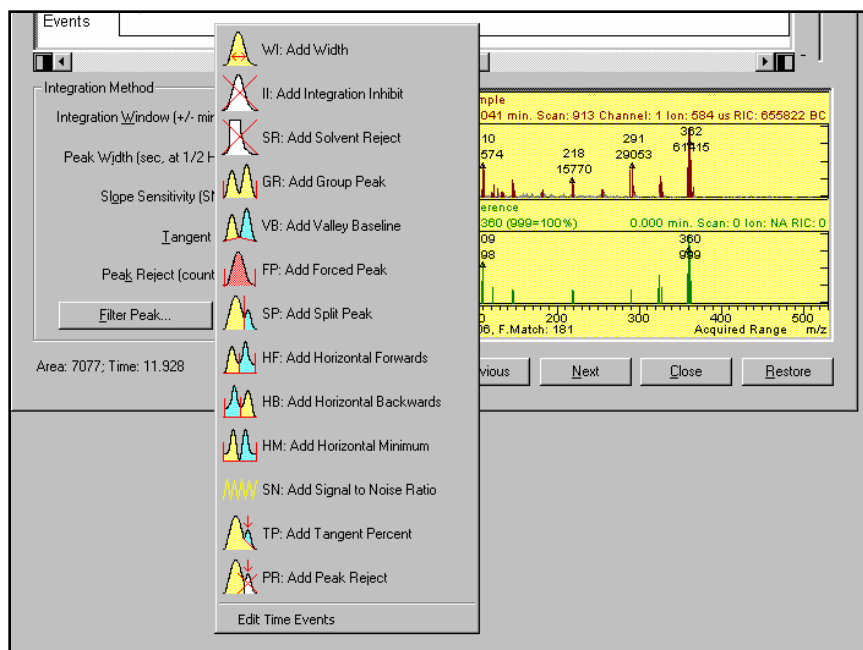 Events
WI: Add Width
II: Add Integration Inhibit
SR: Add Solvent Reject
GR: Add Group Peak
VB: Add Valley Baseline
FP: Add Forced Peak
SP: Add Split Peak
HF: Add Horizontal Forwards
HB: Add Horizontal Backwards
HM: Add Horizontal Minimum
SN: Add Signal to Noise Ratio
TP: Add Tangent Percent
PR: Add Peak Reject
Edit Time Events
Integration Method
Integration Window (+/- mir
Peak Width (sec, at 1/2 H
Slope Sensitivity (SN
Tangent
Peak Reject (count
Filter Peak...
Area: 7077; Time: 11.928
mple
041 min. Scan: 913 Channel: 1 Ion: 584 us RIC: 655822 BC
10
574
218
15770
291
29053
362
61415
erence
360 (999=100%) 0.000 min. Scan: 0 Ion: NA RIC: 0
09
98
360
999
200 300 400 500
06, F.Match: 181 Acquired Range m/z
vious
Next
Close
Restore